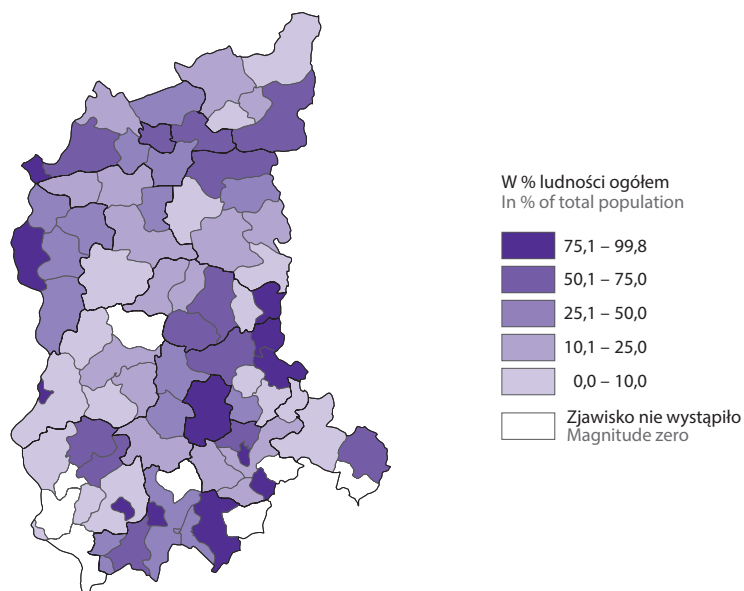 W % ludności ogółem
In % of total population
75,1 – 99,8
50,1 – 75,0
25,1 – 50,0
10,1 – 25,0
0,0 – 10,0
Zjawisko nie wystąpiło
Magnitude zero